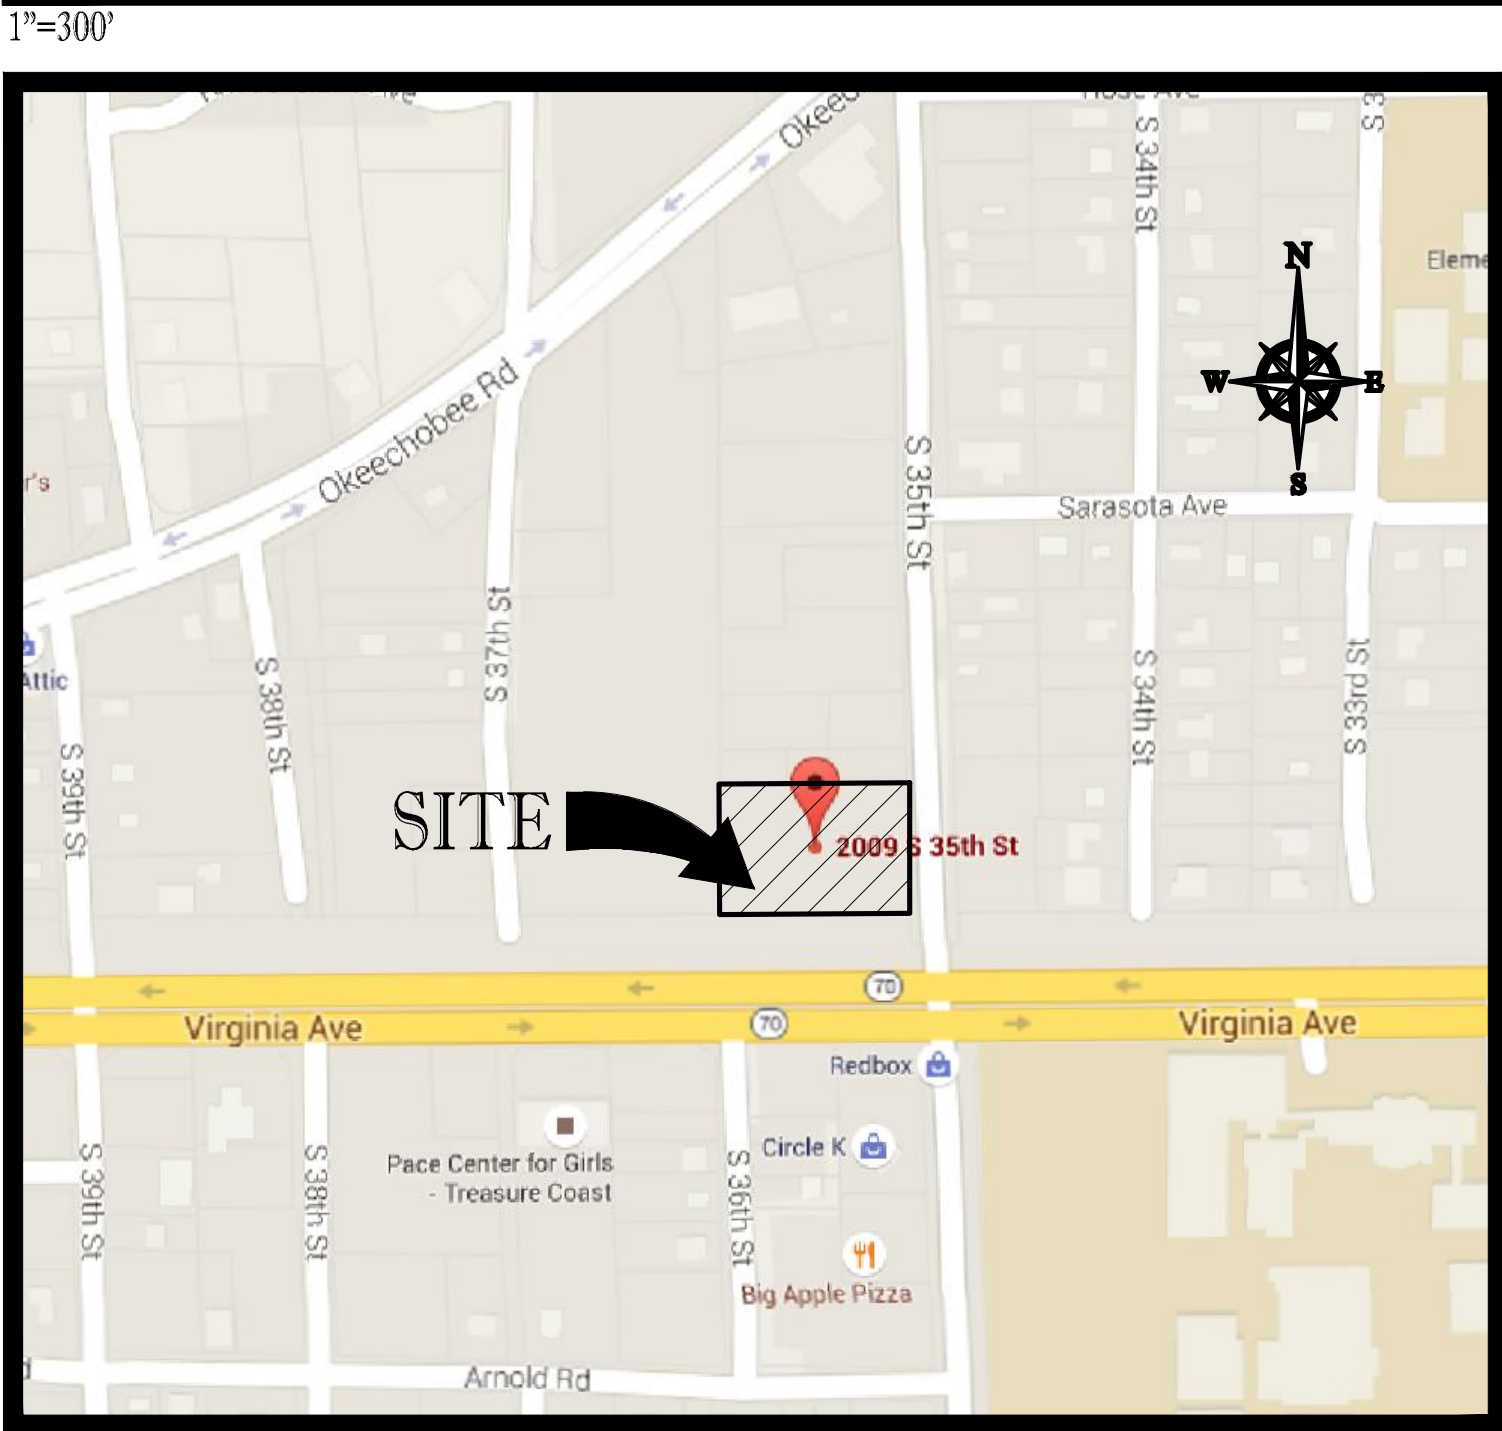 1”=300’
Okeec
S 34th St
S 3
N
Eleme
W
E
Okeechobee Rd
S 35th St
r's
S
Sarasota Ave
S 37th St
Attic
S 38th St
S 34th St
S 33rd St
S 39th St
SITE
2009 S 35th St
70
70
Virginia Ave
Virginia Ave
Redbox
Circle K
Pace Center for Girls
- Treasure Coast
S 39th St
S 38th St
S 36th St
Big Apple Pizza
Arnold Rd
d